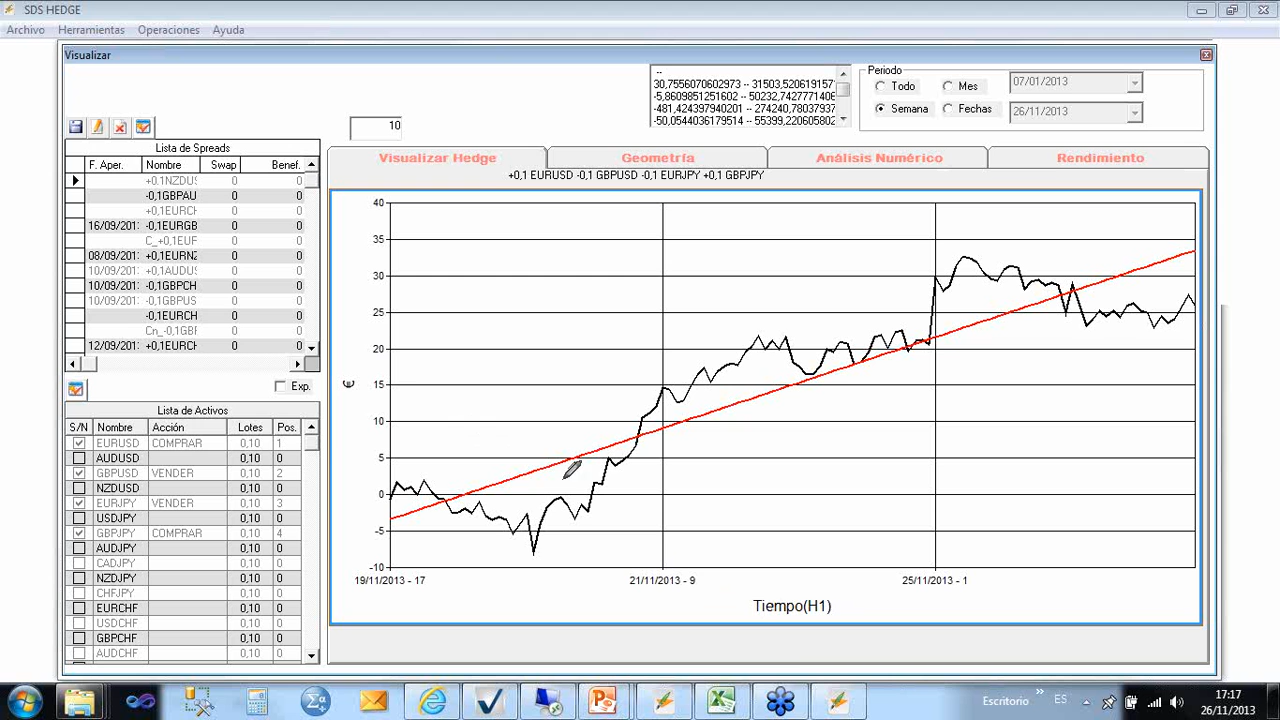 SDS HEDGE
Archivo Herramientas Operaciones Ayuda
Visualizar
--
30,7556070602973 -- 31503,520619157
-5,8609851251602 -- 50232,742777140
-481,424397940201 -- 274240,78037937
-50,0544036179514 -- 55399,220605802
Periodo
Todo Mes
Semana Fechas
07/01/2013
26/11/2013
10
Lista de Spreads
F. Aper. Nombre Swap Benef.
+0.1NZDU 0 0
-0,1GBPAU 0 0
+0,1EURCH 0 0
16/09/201 -0,1EURGB 0 0
C_+0,1EUF 0 0
08/09/201 +0,1EURNZ 0 0
10/09/201 +0,1AUDUS 0 0
10/09/201 -0,1GBPCH 0 0
10/09/201 -0,1GBPUS 0 0
-0,1EURCH 0 0
Cn_-0,1GBF 0 0
12/09/201 +0,1EURCH 0 0
Exp.
Lista de Activos
S/N Nombre Acción Lotes Pos.
EURUSD COMPRAR 0,10 1
AUDUSD 0,10 0
GBPUSD VENDER 0,10 2
NZDUSD 0,10 0
EURJPY VENDER 0,10 3
USDJPY 0,10 0
GBPJPY COMPRAR 0,10 4
AUDJPY 0,10 0
CADJPY 0,10 0
NZDJPY 0,10 0
CHFJPY 0,10 0
EURCHF 0,10 0
USDCHF 0,10 0
GBPCHF 0,10 0
AUDCHF 0,10 0
Visualizar Hedge Geometría Análisis Numérico Rendimiento
+0,1 EURUSD -0,1 GBPUSD -0,1 EURJPY +0,1 GBPJPY
40
35
30
25
20
15
10
5
0
-5
-10
€
19/11/2013 - 17 21/11/2013 - 9 25/11/2013 - 1
Tiempo(H1)
Escritorio ES
17:17
26/11/2013